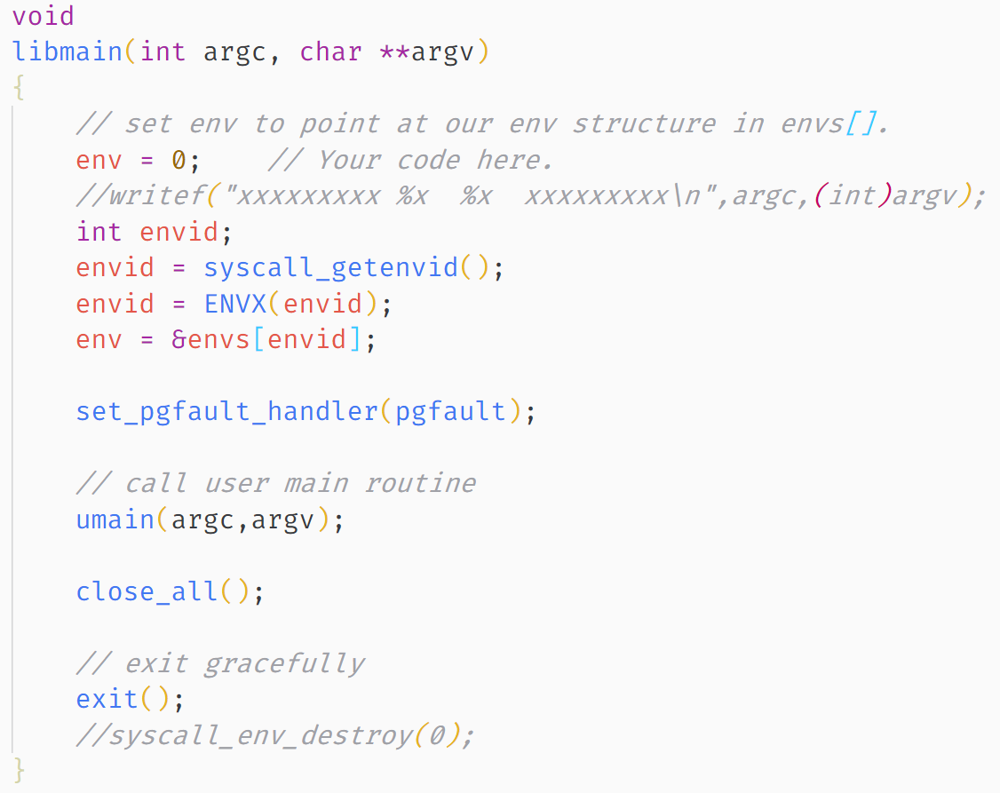 void
libmain(int argc, char **argv)
{
    // set env to point at our env structure in envs[].
    env = 0;    // Your code here.
    //writef("xxxxxxxxx %x  %x  xxxxxxxxx\n",argc,(int)argv);
    int envid;
    envid = syscall_getenvid();
    envid = ENVX(envid);
    env = &envs[envid];

    set_pgfault_handler(pgfault);

    // call user main routine
    umain(argc,argv);

    close_all();

    // exit gracefully
    exit();
    //syscall_env_destroy(0);
}